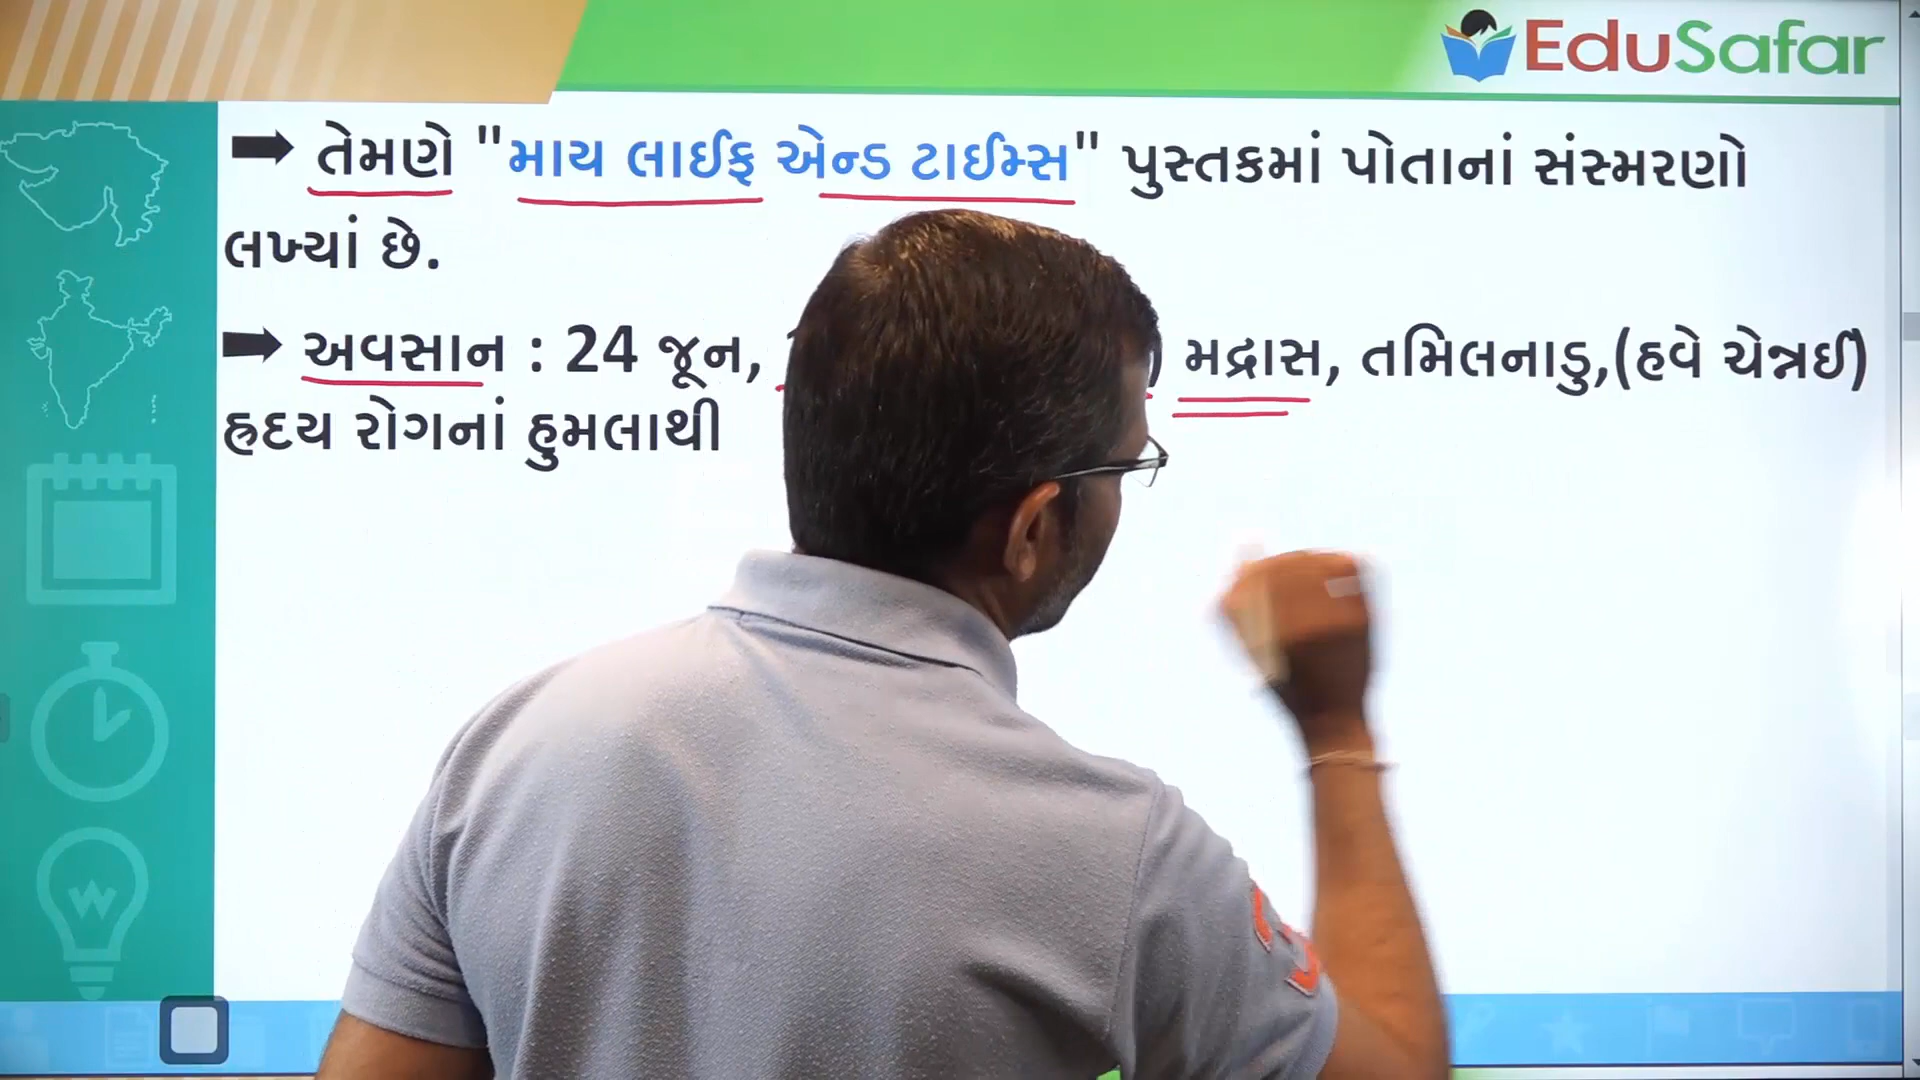 EduSafar
➡ તેમણે "માય લાઈફ એન્ડ ટાઈમ્સ" પુસ્તકમાં પોતાનાં સંસ્મરણો
લખ્યાં છે.
➡ અવસાન : 24 જૂન, મદ્રાસ, તમિલનાડુ,(હવે ચેન્નઈ)
હૃદય રોગનાં હુમલાથી